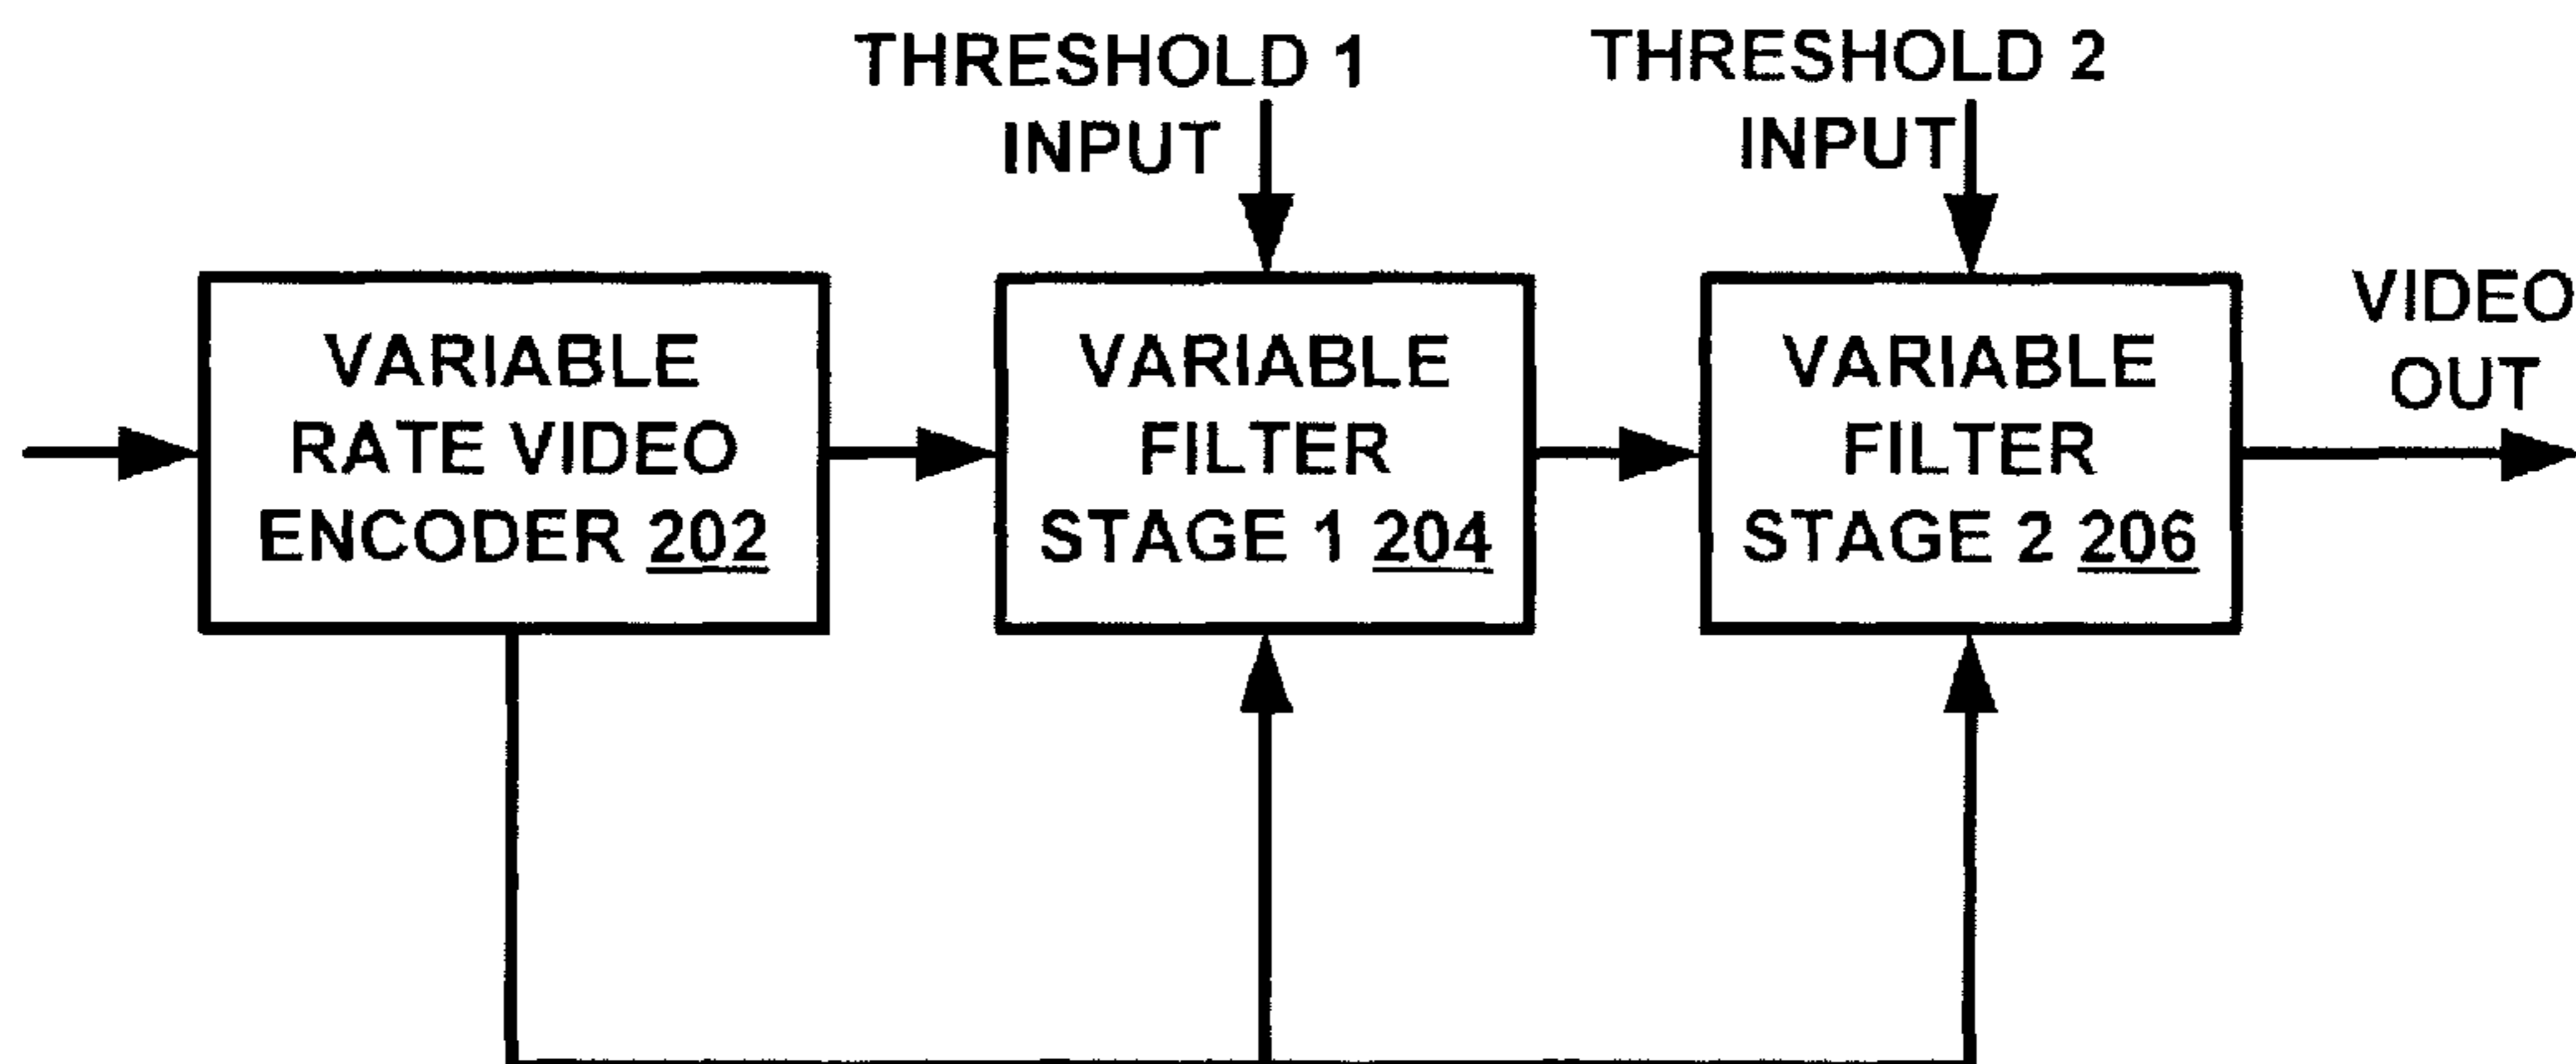 THRESHOLD 1
INPUT
THRESHOLD 2
INPUT
VARIABLE
RATE VIDEO
ENCODER 202
VARIABLE
FILTER
STAGE 1 204
VARIABLE
FILTER
STAGE 2 206
VIDEO
OUT